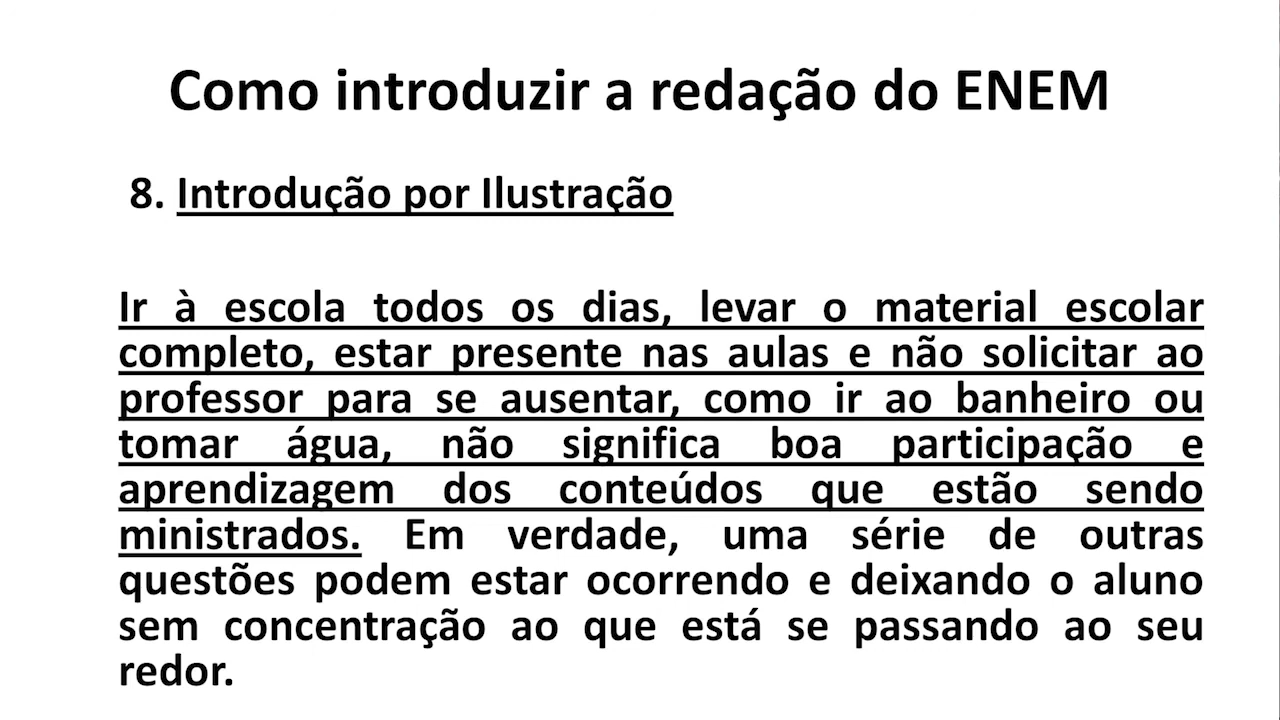 Como introduzir a redação do ENEM
8. Introdução por Ilustração
Ir à escola todos os dias, levar o material escolar
completo, estar presente nas aulas e não solicitar ao
professor para se ausentar, como ir ao banheiro ou
tomar água, não significa boa participação e
aprendizagem dos conteúdos que estão sendo
ministrados. Em verdade, uma série de outras
questões podem estar ocorrendo e deixando o aluno
sem concentração ao que está se passando ao seu
redor.